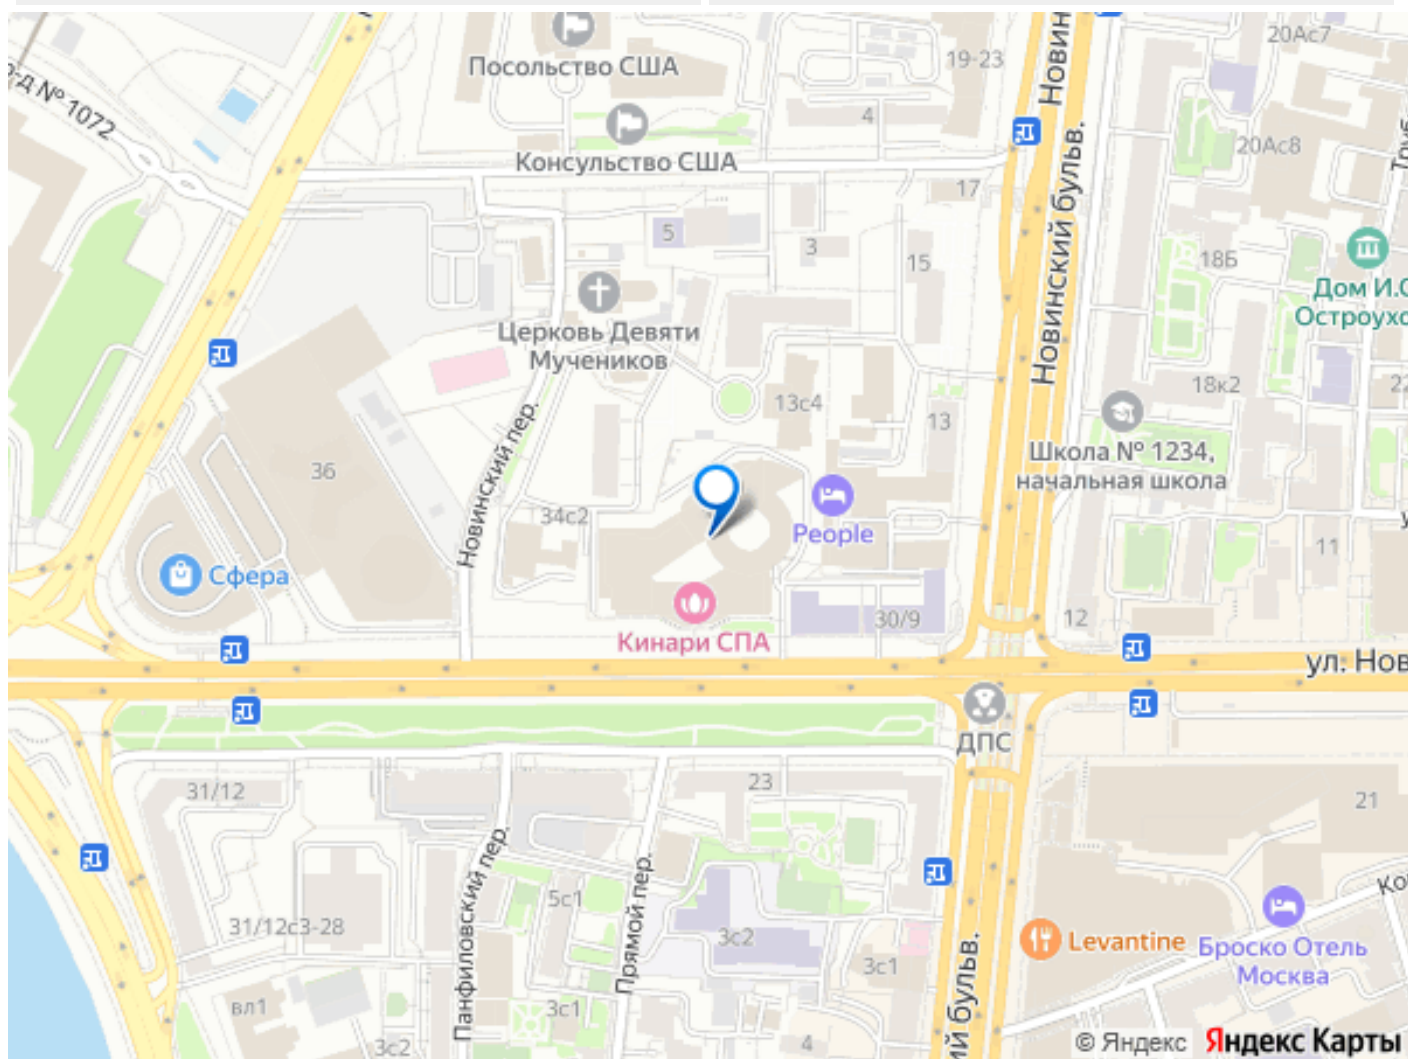 20Ас7
Новин
19-23
Посольство США
р-д № 1072
4
20Ас8
Консульство США
17
Новинский бульв.
5
3
15
18Б
Дом И.С
Остроухо
Церковь Девяти
Мучеников
18к2
22
13с4
13
Школа № 1234,
начальная школа
36
Новинский пер.
34с2
People
11
Сфера
30/9
12
Кинари СПА
ул. Нов
ДПС
31/12
23
21
Панфиловский пер.
Прямой пер.
5с1
31/12с3-28
3с2
3с1
ий бульв.
Levantine
Броско Отель
Москва
вл1
3с1
3с2
4
© Яндекс Яндекс Карты